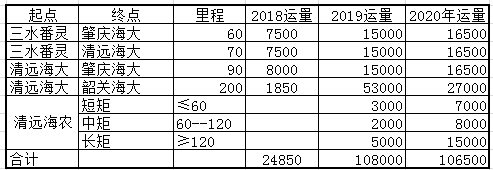 起点 终点 里程 2018运量 2019运量 2020年运量
三水番灵 肇庆海大 60 7500 15000 16500
三水番灵 清远海大 70 7500 15000 16500
清远海大 肇庆海大 90 8000 15000 16500
清远海大 韶关海大 200 1850 53000 27000
清远海农 短矩 ≤60 3000 7000
中矩 60--120 2000 8000
长矩 ≥120 5000 15000
合计 24850 108000 106500